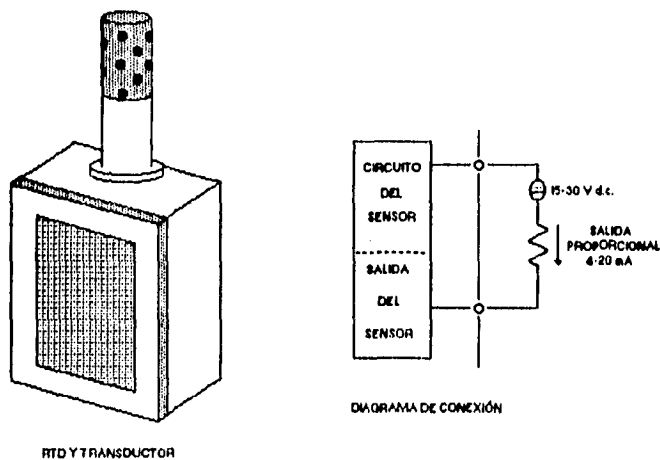 CIRCUITO
DEL
SENSOR
SALIDA
DEL
SENSOR
15-30 V d.c.
SALIDA
PROPORCIONAL
4-20 mA
DIAGRAMA DE CONEXIÓN
RTD Y TRANSDUCTOR